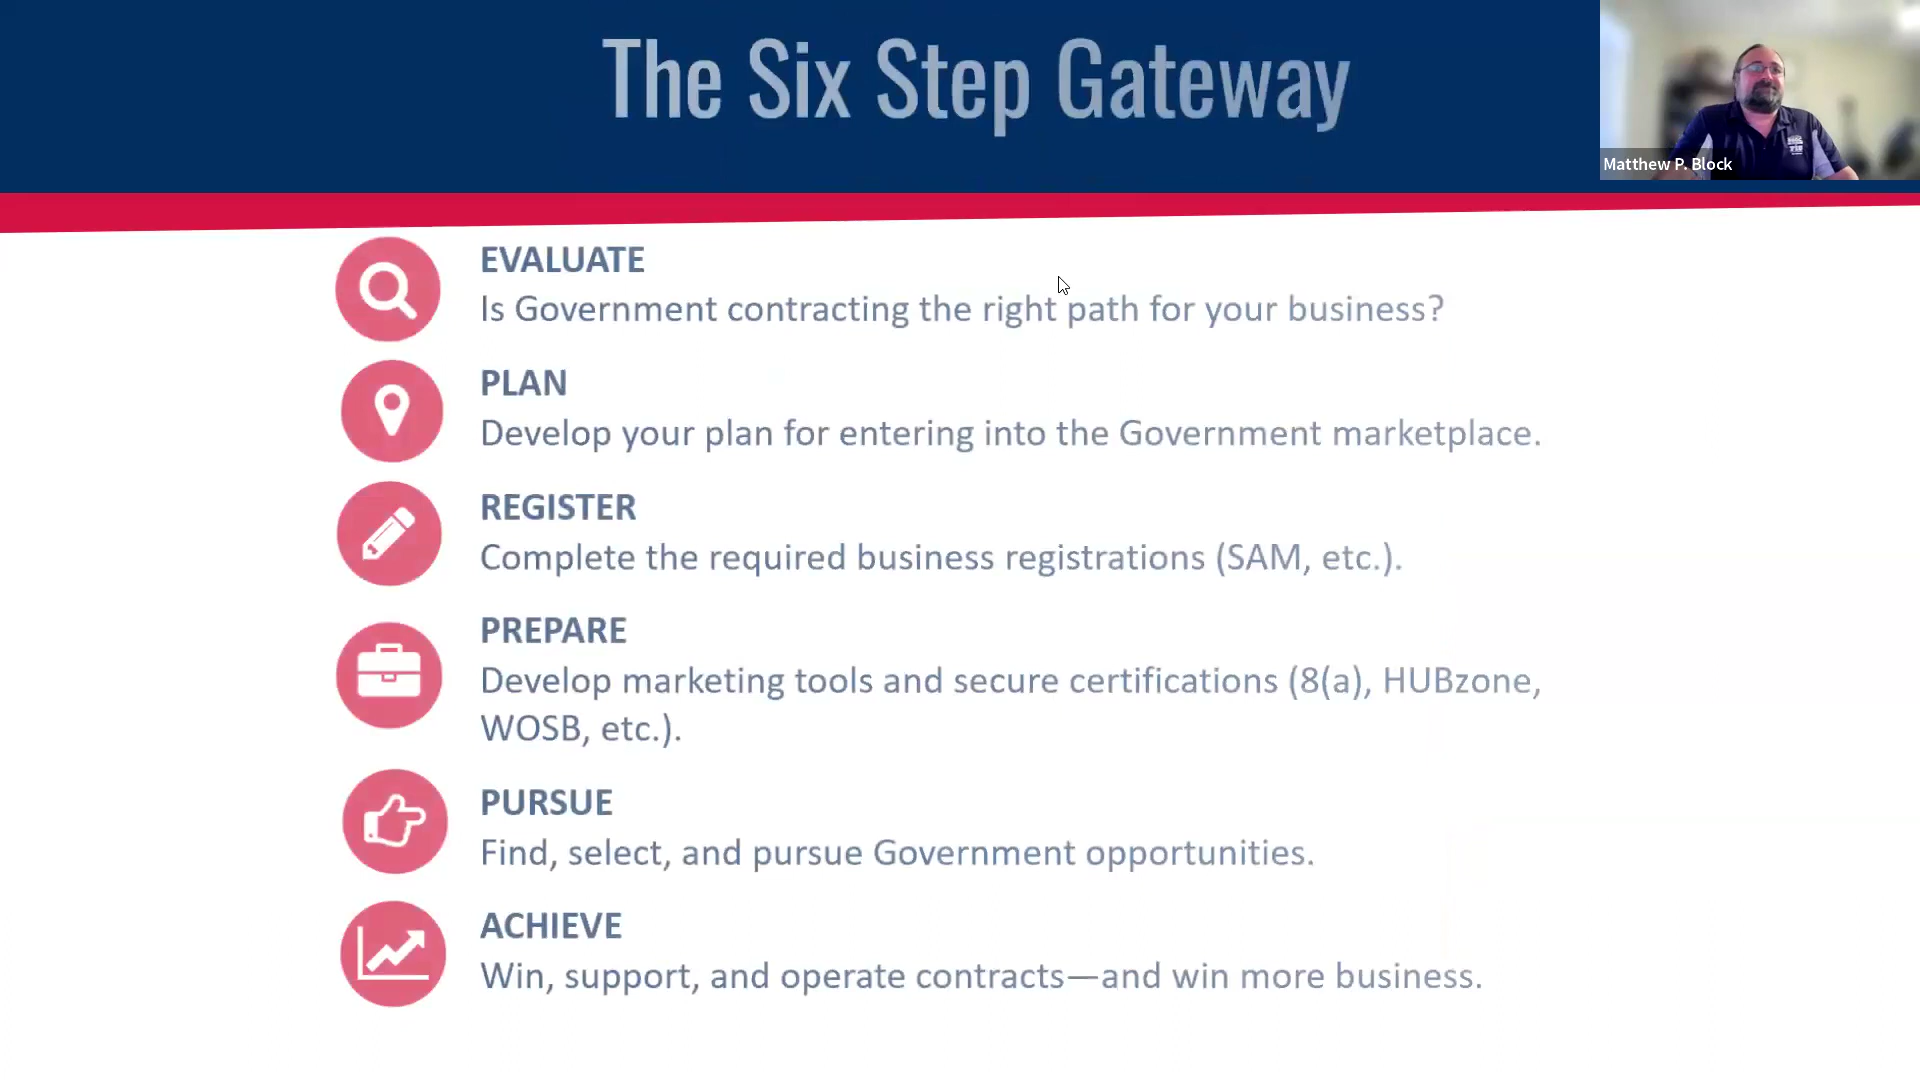 The Six Step Gateway
Matthew P. Block
EVALUATE
Is Government contracting the right path for your business?
PLAN
Develop your plan for entering into the Government marketplace.
REGISTER
Complete the required business registrations (SAM, etc.).
PREPARE
Develop marketing tools and secure certifications (8(a), HUBzone,
WOSB, etc.).
PURSUE
Find, select, and pursue Government opportunities.
ACHIEVE
Win, support, and operate contracts—and win more business.